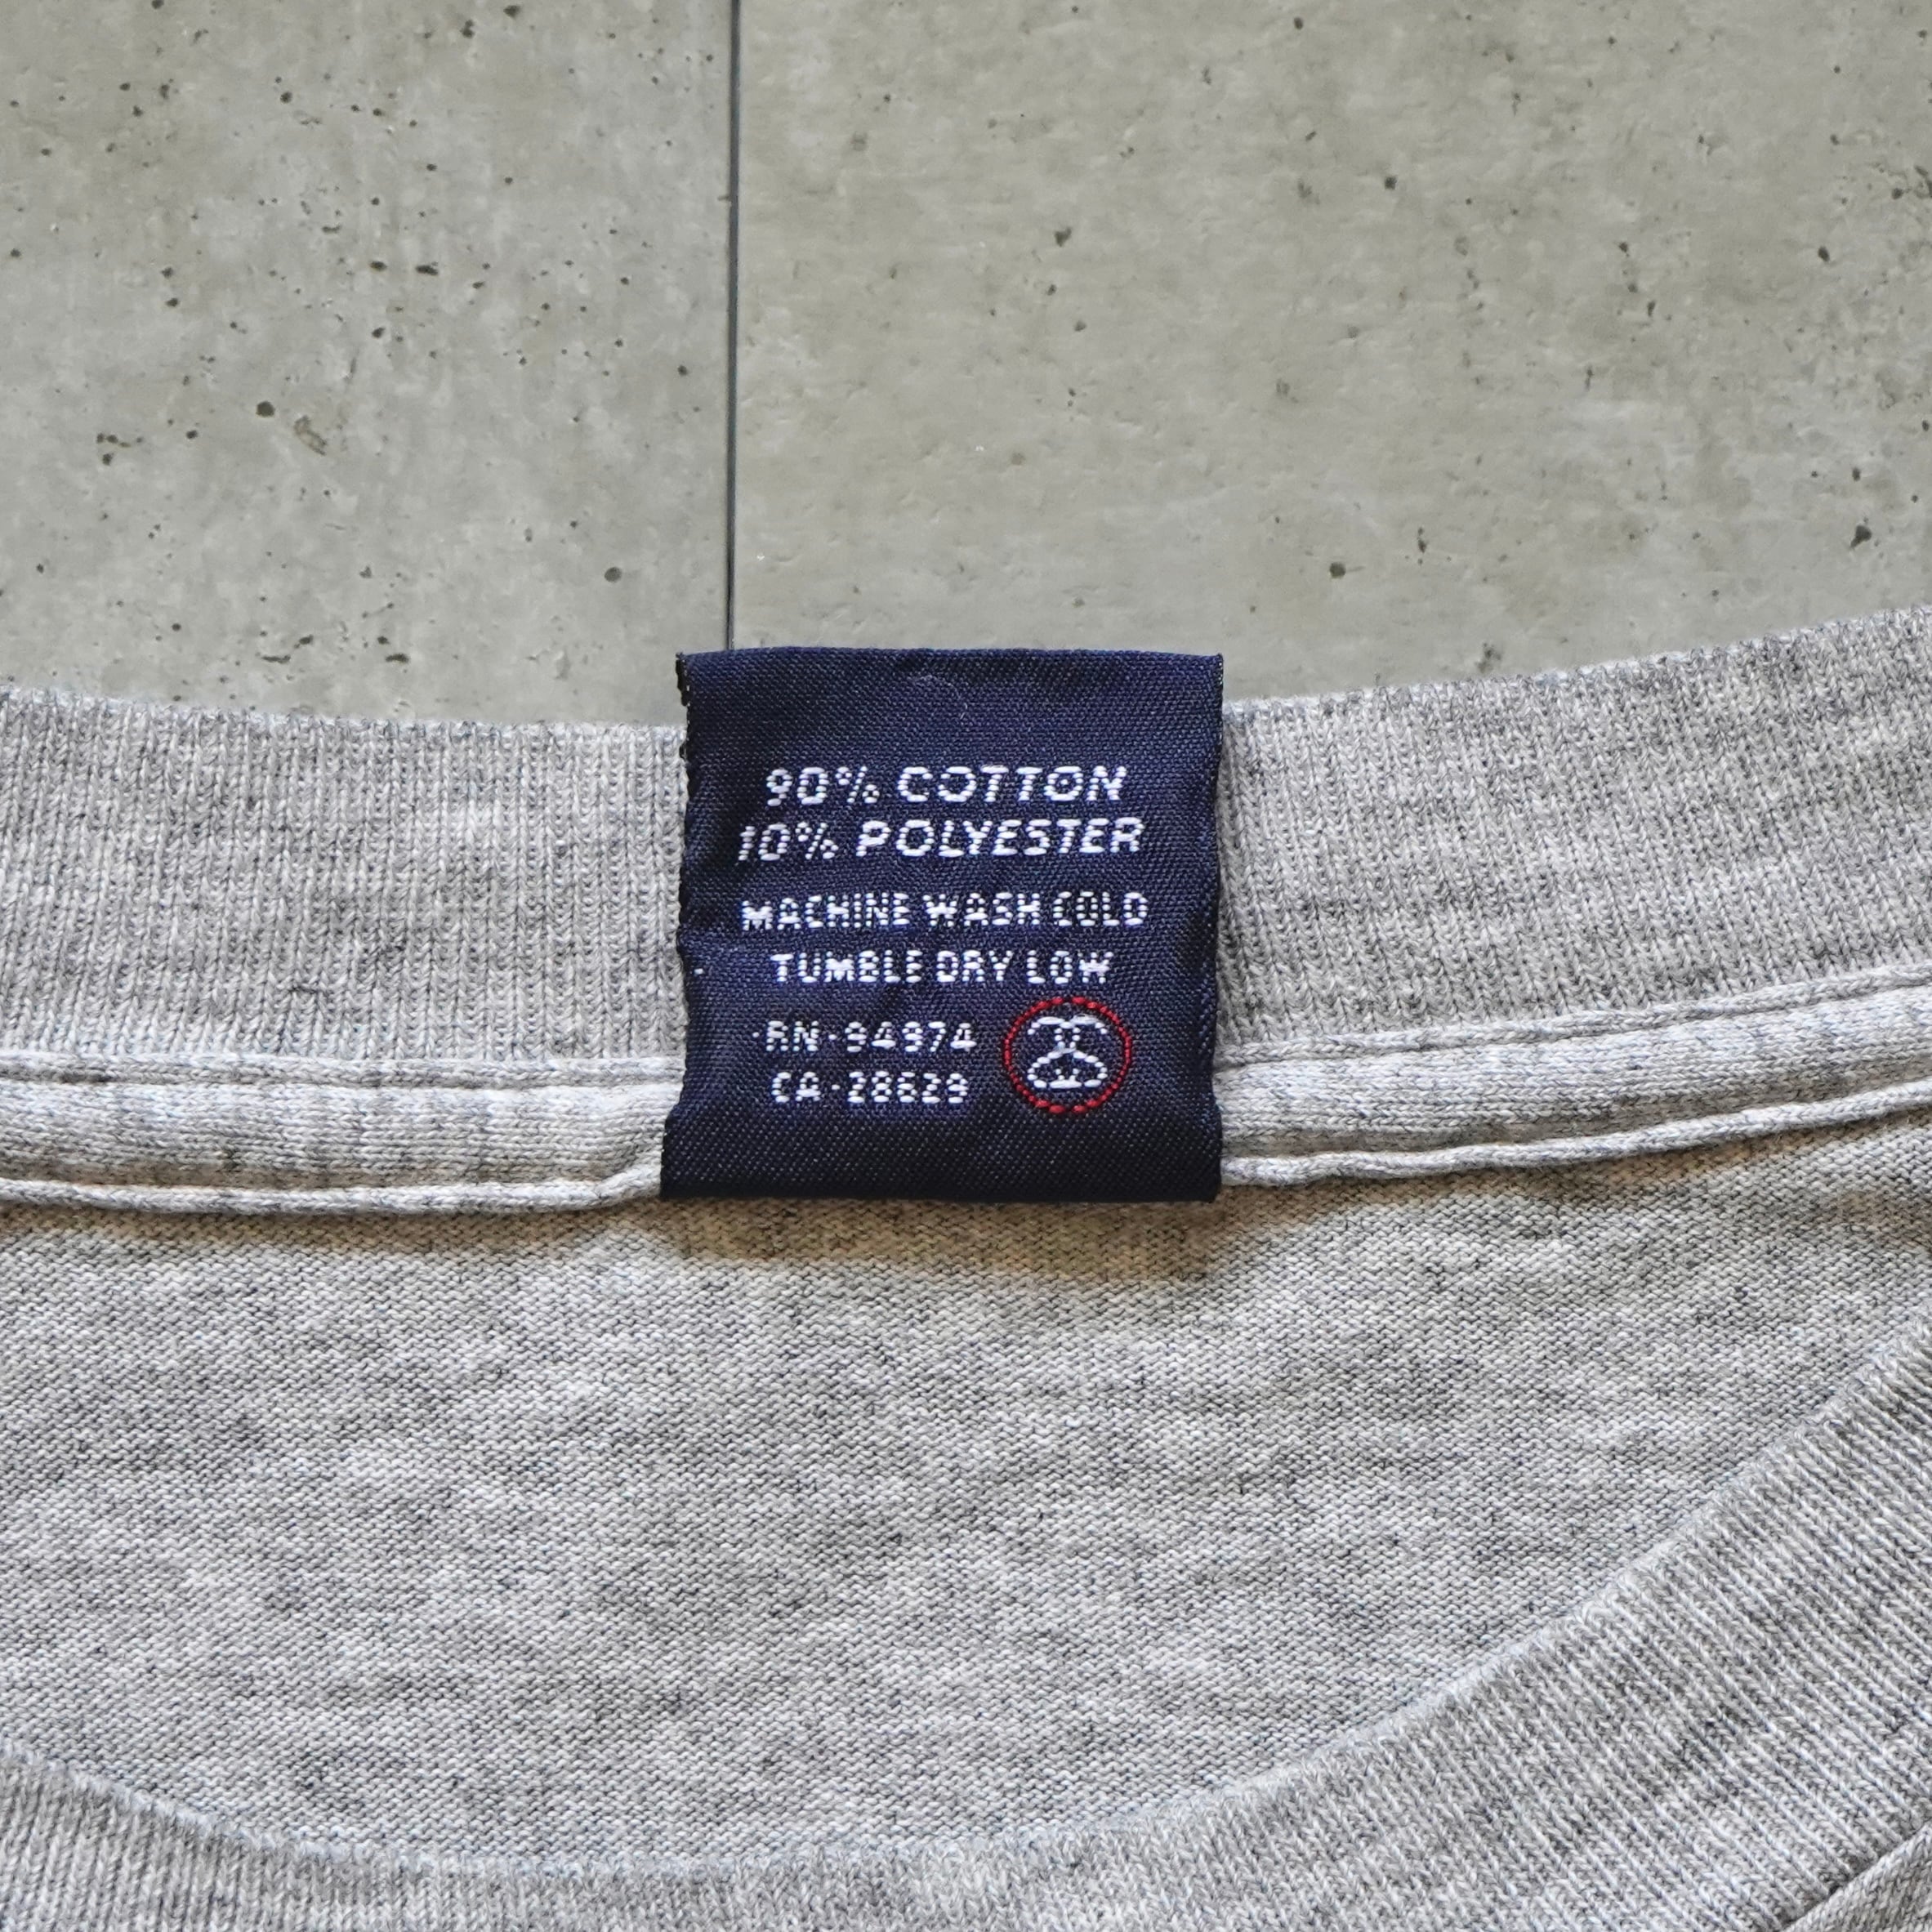 90% COTTON
10% POLYESTER
MACHINE WASH COLD
TUMBLE DRY LOW
RN-94974
CA-28629